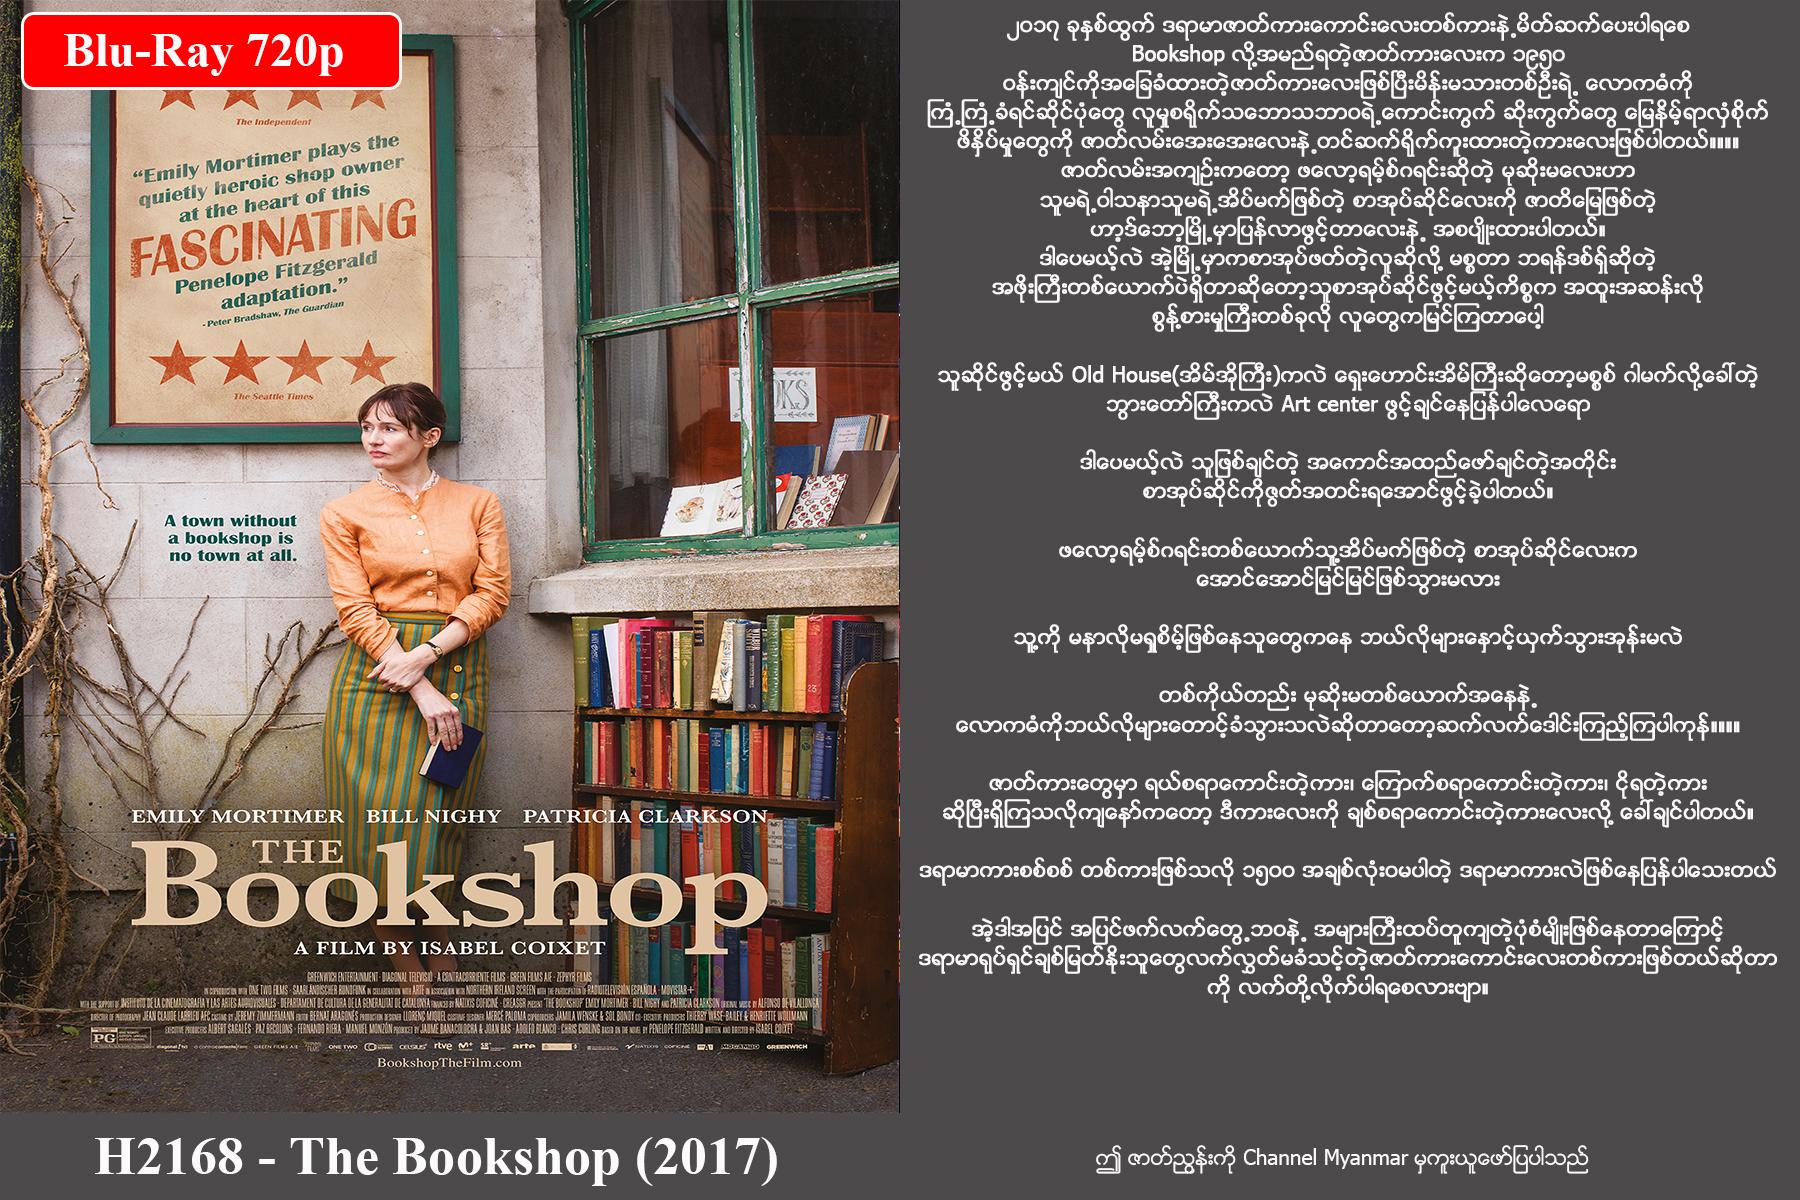 Blu-Ray 720p
The Independent
“Emily Mortimer plays the
quietly heroic shop owner
at the heart of this
FASCINATING
Penelope Fitzgerald
adaptation.”
- Peter Bradshaw, The Guardian
The Seattle Times
BOOKS
A town without
a bookshop is
no town at all.
EMILY MORTIMER BILL NIGHY PATRICIA CLARKSON
THE
Bookshop
A FILM BY ISABEL COIXET
GREENWICH ENTERTAINMENT · DIAGONAL TELEVISIÓ · A CONTRACORRIENTE FILMS · GREEN FILMS AIE · ZEPHYR FILMS
PG
BookshopTheFilm.com
H2168 - The Bookshop (2017)
၂၀၁၇ ခုနှစ်ထွက် ဒရာမာဇာတ်ကားကောင်းလေးတစ်ကားနဲ့ မိတ်ဆက်ပေးပါရစေ
Bookshop လို့အမည်ရတဲ့ဇာတ်ကားလေးက ၁၉၅၀
ဝန်းကျင်ကိုအခြေခံထားတဲ့ဇာတ်ကားလေးဖြစ်ပြီးမိန်းမသားတစ်ဦးရဲ့ လောကဓံကို
ကြံ့ကြံ့ခံရင်ဆိုင်ပုံတွေ လူမှုစရိုက်သဘောသဘာဝရဲ့ကောင်းကွက် ဆိုးကွက်တွေ မြေနိမ့်ရာလှံစိုက်
ဖိနှိပ်မှုတွေကို ဇာတ်လမ်းအေးအေးလေးနဲ့တင်ဆက်ရိုက်ကူးထားတဲ့ကားလေးဖြစ်ပါတယ်။။။။
ဇာတ်လမ်းအကျဉ်းကတော့ ဖလော့ရမ့်စ်ဂရင်းဆိုတဲ့ မုဆိုးမလေးဟာ
သူမရဲ့ဝါသနာသူမရဲ့အိပ်မက်ဖြစ်တဲ့ စာအုပ်ဆိုင်လေးကို ဇာတိမြေဖြစ်တဲ့
ဟာ့ဒ်ဘော့မြို့မှာပြန်လာဖွင့်တာလေးနဲ့ အစပျိုးထားပါတယ်။
ဒါပေမယ့်လဲ အဲ့မြို့မှာကစာအုပ်ဖတ်တဲ့လူဆိုလို့ မစ္စတာ ဘရန်ဒစ်ရှ်ဆိုတဲ့
အဖိုးကြီးတစ်ယောက်ပဲရှိတာဆိုတော့သူစာအုပ်ဆိုင်ဖွင့်မယ့်ကိစ္စက အထူးအဆန်းလို
စွန့်စားမှုကြီးတစ်ခုလို လူတွေကမြင်ကြတာပေါ့
သူဆိုင်ဖွင့်မယ် Old House(အိမ်အိုကြီး)ကလဲ ရှေးဟောင်းအိမ်ကြီးဆိုတော့မစ္စစ် ဂါမက်လို့ခေါ်တဲ့
ဘွားတော်ကြီးကလဲ Art center ဖွင့်ချင်နေပြန်ပါလေရော
ဒါပေမယ့်လဲ သူဖြစ်ချင်တဲ့ အကောင်အထည်ဖော်ချင်တဲ့အတိုင်း
စာအုပ်ဆိုင်ကိုဇွတ်အတင်းရအောင်ဖွင့်ခဲ့ပါတယ်။
ဖလော့ရမ့်စ်ဂရင်းတစ်ယောက်သူ့အိပ်မက်ဖြစ်တဲ့ စာအုပ်ဆိုင်လေးက
အောင်အောင်မြင်မြင်ဖြစ်သွားမလား
သူ့ကို မနာလိုမရှုစိမ့်ဖြစ်နေသူတွေကနေ ဘယ်လိုများနှောင့်ယှက်သွားအုန်းမလဲ
တစ်ကိုယ်တည်း မုဆိုးမတစ်ယောက်အနေနဲ့
လောကဓံကိုဘယ်လိုများတောင့်ခံသွားသလဲဆိုတာတော့ဆက်လက်ဒေါင်းကြည့်ကြပါကုန်။။။။
ဇာတ်ကားတွေမှာ ရယ်စရာကောင်းတဲ့ကား၊ ကြောက်စရာကောင်းတဲ့ကား၊ ငိုရတဲ့ကား
ဆိုပြီးရှိကြသလိုကျနော်ကတော့ ဒီကားလေးကို ချစ်စရာကောင်းတဲ့ကားလေးလို့ ခေါ်ချင်ပါတယ်။
ဒရာမာကားစစ်စစ် တစ်ကားဖြစ်သလို ၁၅၀၀ အချစ်လုံးဝမပါတဲ့ ဒရာမာကားလဲဖြစ်နေပြန်ပါသေးတယ်
အဲ့ဒါအပြင် အပြင်ဖက်လက်တွေ့ဘဝနဲ့ အများကြီးထပ်တူကျတဲ့ပုံစံမျိုးဖြစ်နေတာကြောင့်
ဒရာမာရုပ်ရှင်ချစ်မြတ်နိုးသူတွေလက်လွှတ်မခံသင့်တဲ့ဇာတ်ကားကောင်းလေးတစ်ကားဖြစ်တယ်ဆိုတာ
ကို လက်တို့လိုက်ပါရစေလားဗျာ။
ဤ ဇာတ်ညွှန်းကို Channel Myanmar မှကူးယူဖော်ပြပါသည်